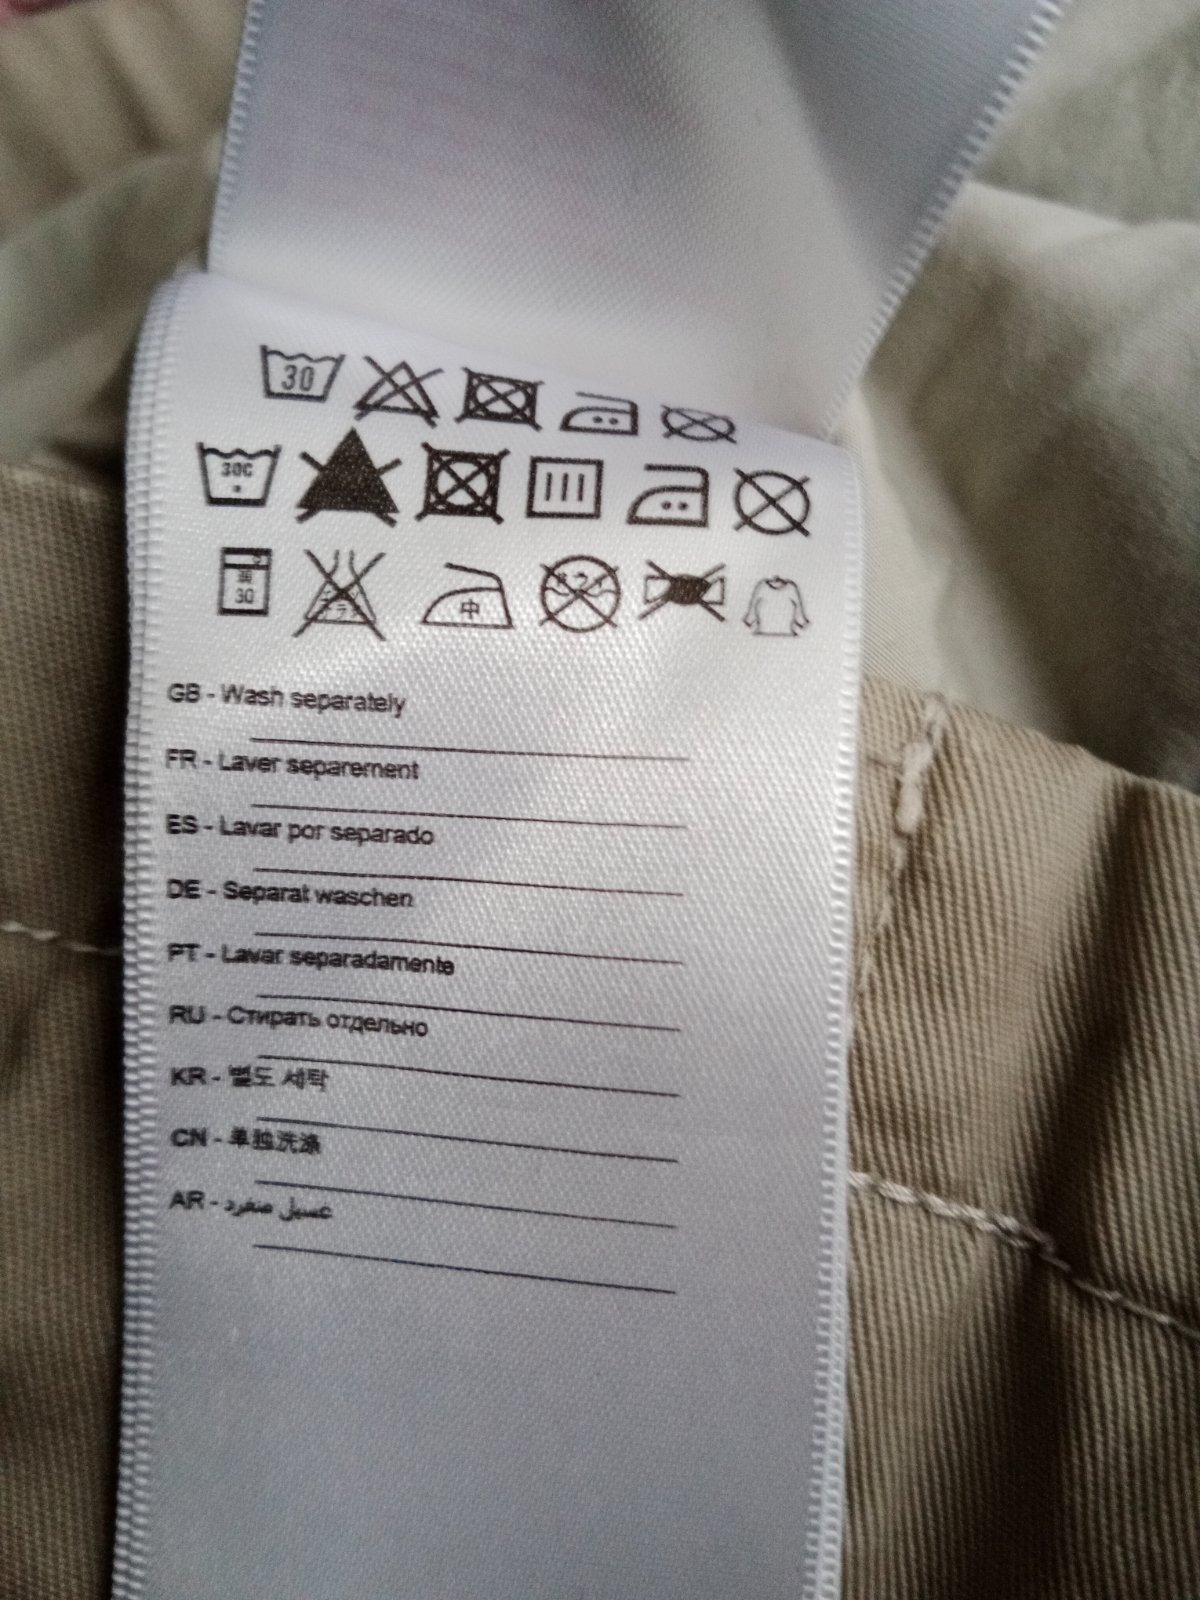 30
30C
30
中
GB - Wash separately
FR - Laver separement
ES - Lavar por separado
DE - Separat waschen
PT - Lavar separadamente
RU - Стирать отдельно
KR - 별도 세탁
CN - 单独洗涤
AR - غسيل منفرد